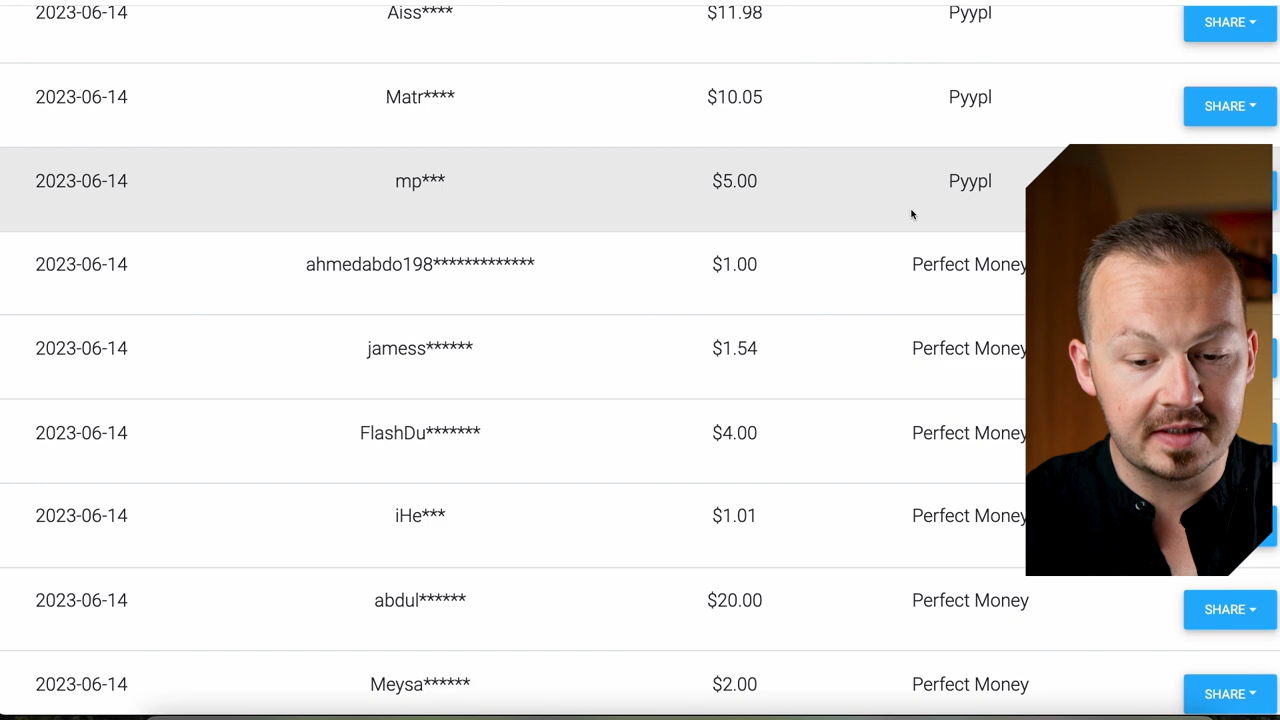 2023-06-14 Aiss**** $11.98 Pyypl SHARE
2023-06-14 Matr**** $10.05 Pyypl SHARE
2023-06-14 mp*** $5.00 Pyypl
2023-06-14 ahmedabdo198************* $1.00 Perfect Money
2023-06-14 jamess****** $1.54 Perfect Money
2023-06-14 FlashDu******* $4.00 Perfect Money
2023-06-14 iHe*** $1.01 Perfect Money
2023-06-14 abdul****** $20.00 Perfect Money SHARE
2023-06-14 Meysa****** $2.00 Perfect Money SHARE